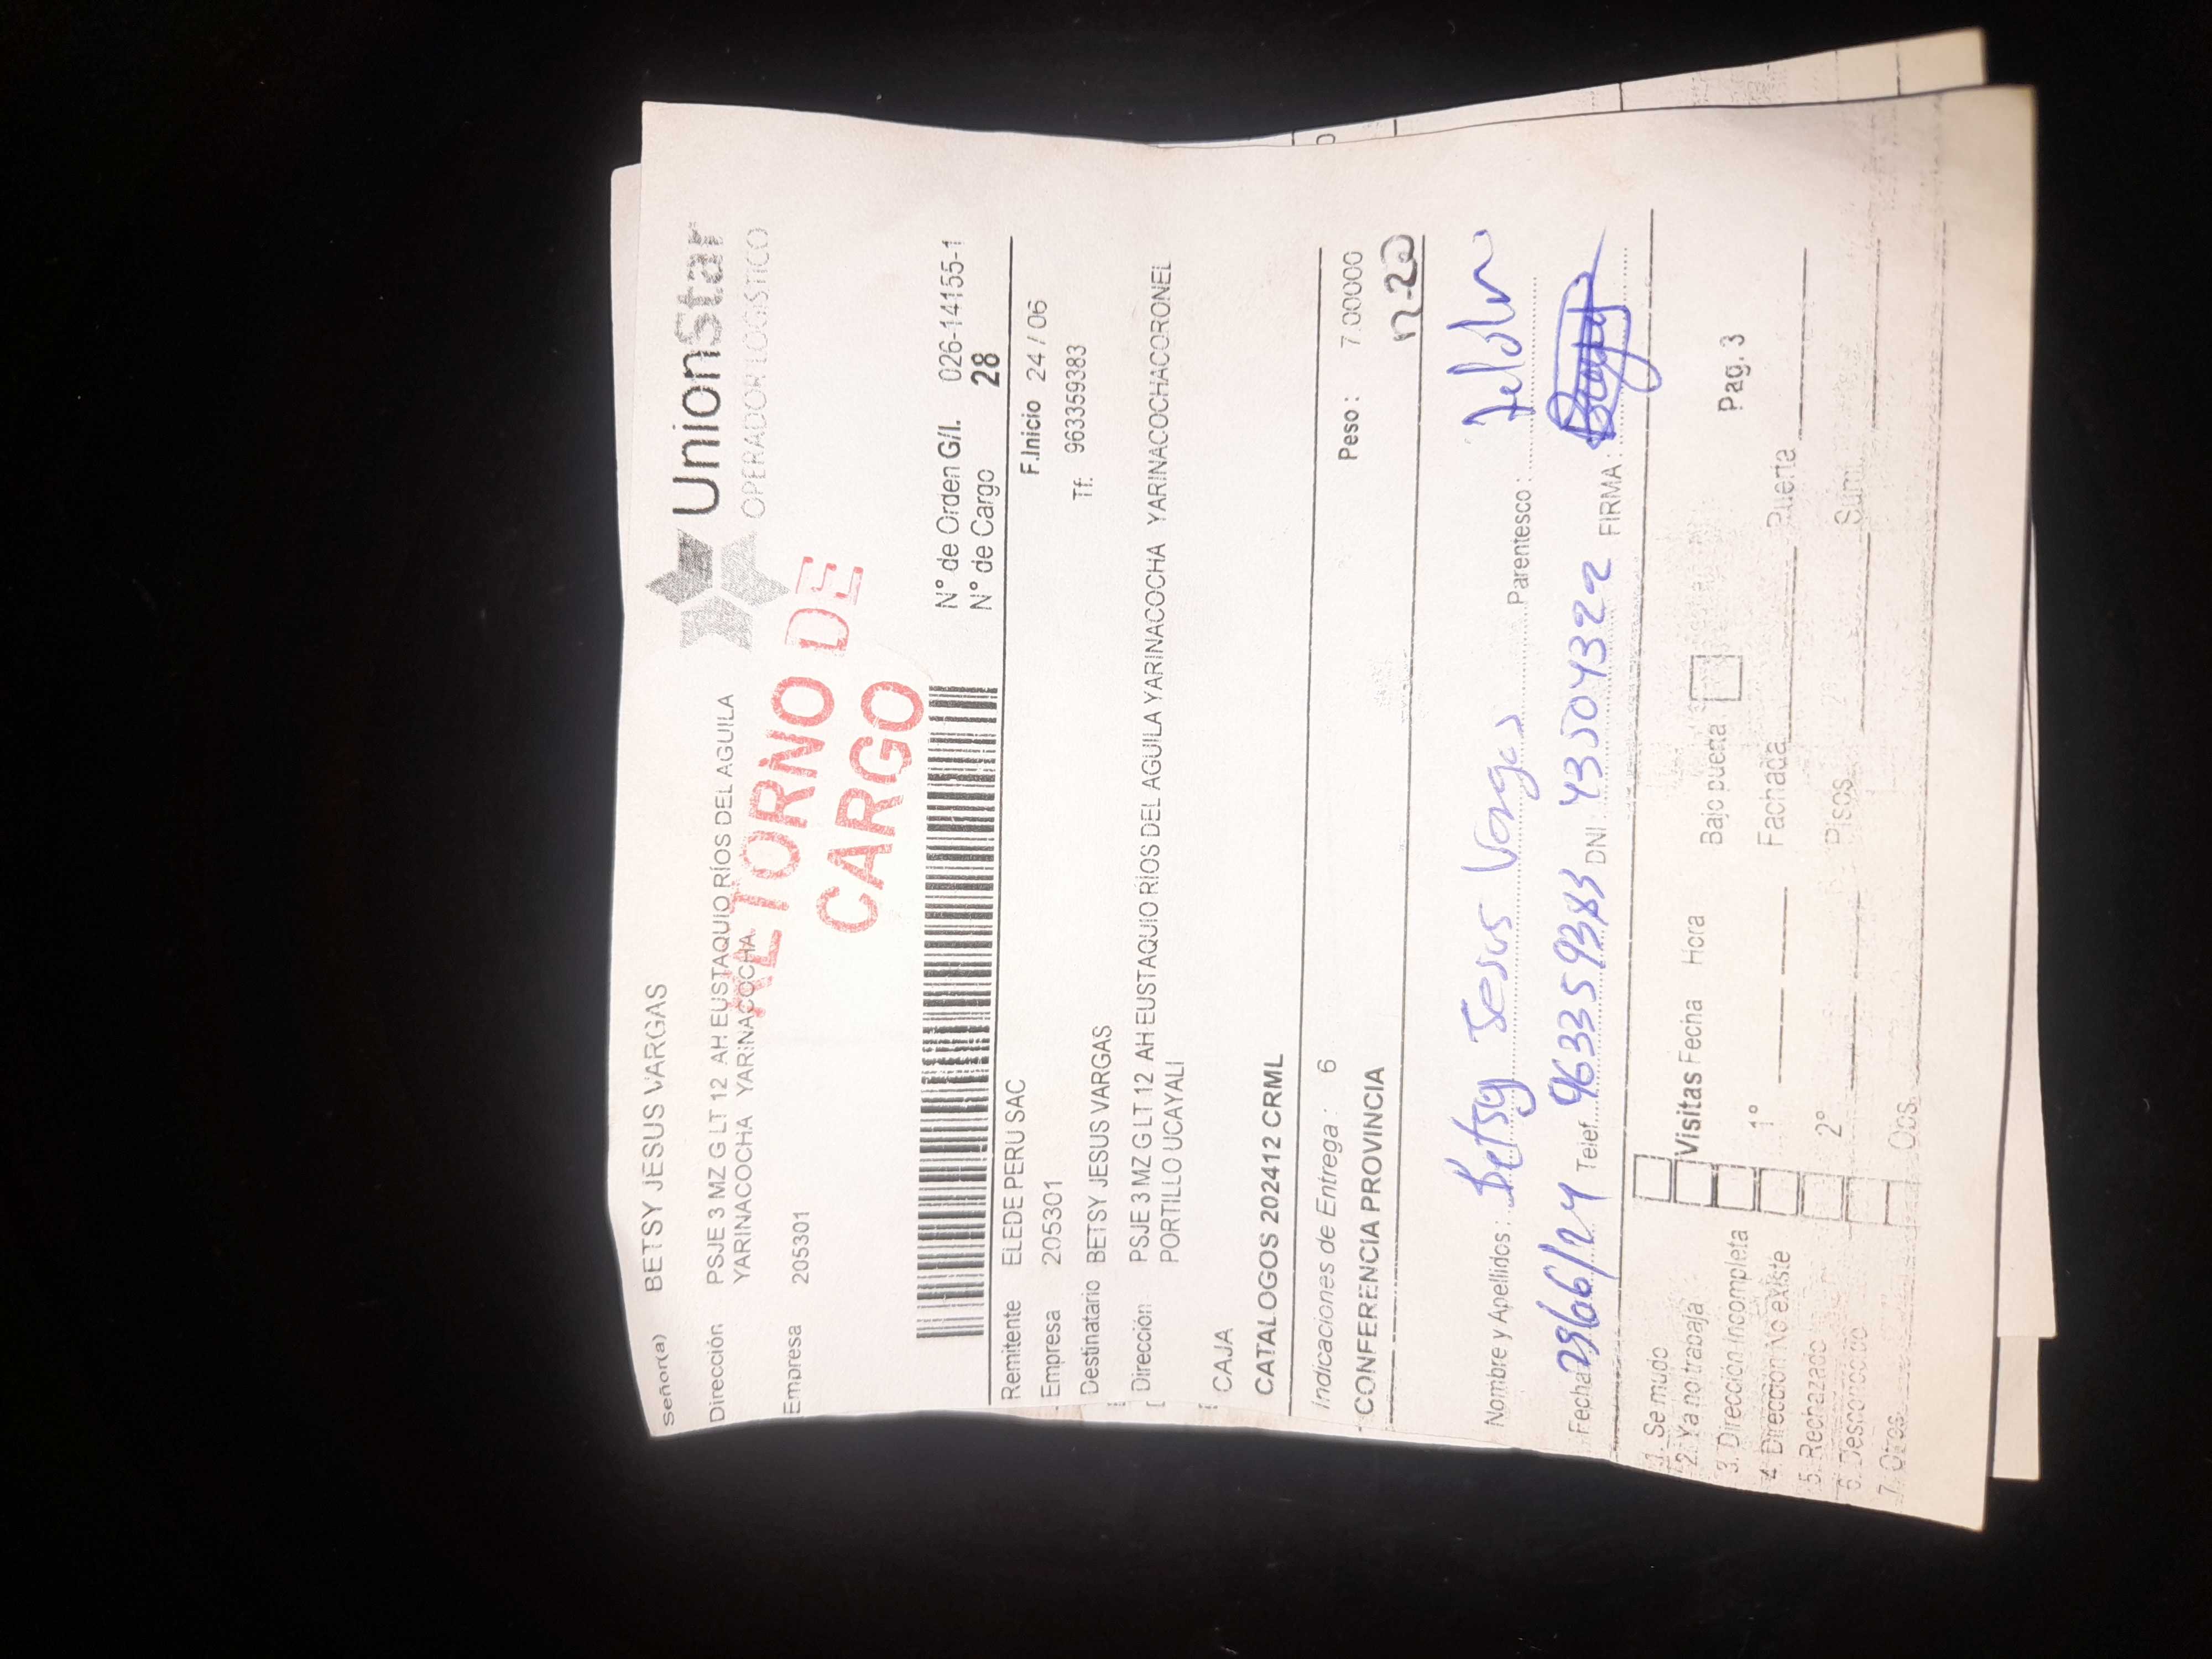 UnionStar
OPERADOR LOGISTICO
Señor(a) BETSY JESUS VARGAS
Dirección PSJE 3 MZ G LT 12 AH EUSTAQUIO RÍOS DEL AGUILA
YARINACOCHA YARINACOCHA
Empresa 205301
RETORNO DE
CARGO
N° de Orden G/I. 026-14155-1
N° de Cargo 28
Remitente ELEDE PERU SAC F.Inicio 24 / 06
Empresa 205301
Destinatario BETSY JESUS VARGAS Tf: 963359383
Dirección PSJE 3 MZ G LT 12 AH EUSTAQUIO RÍOS DEL AGUILA YARINACOCHA YARINACOCHACORONEL
PORTILLO UCAYALI
CAJA
CATALOGOS 202412 CRML
Indicaciones de Entrega : 6 Peso : 7.00000
CONFERENCIA PROVINCIA n-20
Nombre y Apellidos : Betsy Jesus Vargas Parentesco :
Fecha Telef. 963359383 DNI : 43504322 FIRMA :
1. Se mudo
2. Ya no trabaja Visitas Fecha Hora Bajo puerta Pag. 3
3. Dirección incompleta
4. Direccion No existe 1° Fachada Puerta
5. Rechazado
6. Desconocido 2° Pisos Sumi
7. Otros Obs.